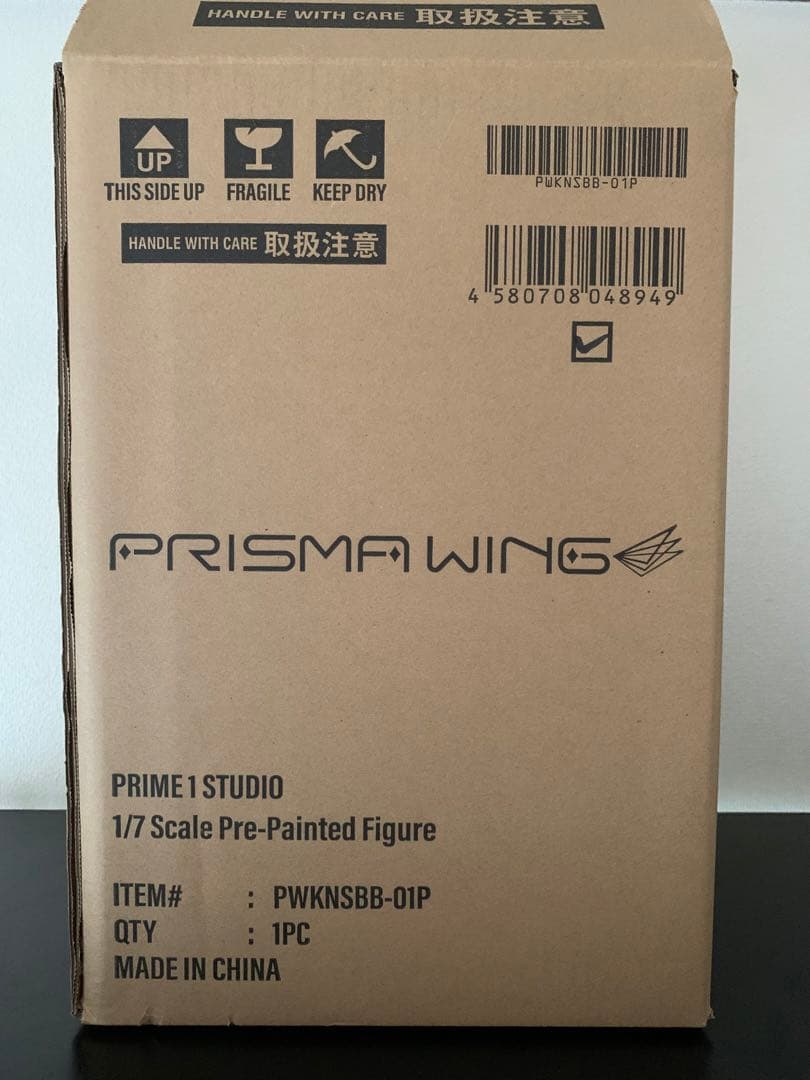 HANDLE WITH CARE 取扱注意
UP
THIS SIDE UP FRAGILE KEEP DRY
HANDLE WITH CARE 取扱注意
PWKNSBB-01P
4 580708 048949
PRISMA WING
PRIME 1 STUDIO
1/7 Scale Pre-Painted Figure
ITEM# : PWKNSBB-01P
QTY : 1PC
MADE IN CHINA